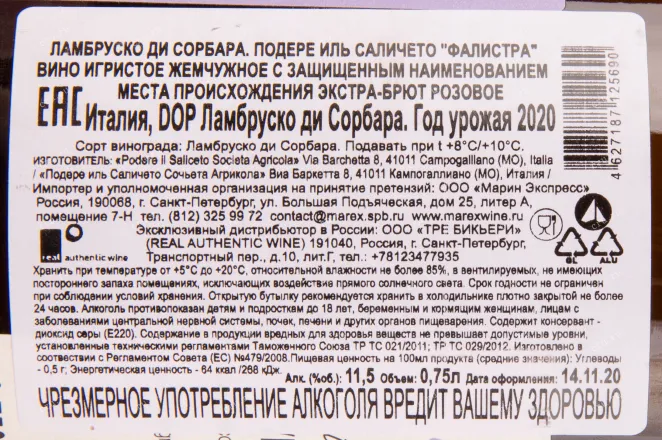 ЛАМБРУСКО ДИ СОРБАРА. ПОДЕРЕ ИЛЬ САЛИЧЕТО "ФАЛИСТРА"
ВИНО ИГРИСТОЕ ЖЕМЧУЖНОЕ С ЗАЩИЩЕННЫМ НАИМЕНОВАНИЕМ
МЕСТА ПРОИСХОЖДЕНИЯ ЭКСТРА-БРЮТ РОЗОВОЕ
EAC Италия, DOP Ламбруско ди Сорбара. Год урожая 2020
4627187125690
Сорт винограда: Ламбруско ди Сорбара. Подавать при t +8°C/+10°C.
ИЗГОТОВИТЕЛЬ: «Podere il Saliceto Societa Agricola» Via Barchetta 8, 41011 Campogalliano (MO), Italia
/ «Подере иль Саличето Сочьета Агрикола» Виа Баркетта 8, 41011 Кампогаллиано (МО), Италия /
Импортер и уполномоченная организация на принятие претензий: ООО «Марин Экспресс»
Россия, 190068, г. Санкт-Петербург, ул. Большая Подъяческая, дом 25, литер А,
помещение 7-Н тел. (812) 325 99 72 contact@marex.spb.ru www.marexwine.ru
Эксклюзивный дистрибьютор в России: ООО «ТРЕ БИКЬЕРИ»
(REAL AUTHENTIC WINE) 191040, Россия, г. Санкт-Петербург,
Транспортный пер., д.10, лит.Г, тел.: +78123477935
real authentic wine
GL ALU
Хранить при температуре от +5°C до +20°C, относительной влажности не более 85%, в вентилируемых, не имеющих
постороннего запаха помещениях, исключающих воздействие прямого солнечного света. Срок годности не ограничен
при соблюдении условий хранения. Открытую бутылку рекомендуется хранить в холодильнике плотно закрытой не более
24 часов. Алкоголь противопоказан детям и подросткам до 18 лет, беременным и кормящим женщинам, лицам с
заболеваниями центральной нервной системы, почек, печени и других органов пищеварения. Содержит консервант -
диоксид серы (Е220). Содержание в продукции вредных для здоровья веществ не превышает допустимые уровни,
установленные техническими регламентами Таможенного Союза ТР ТС 021/2011; ТР ТС 029/2012. Изготовлено в
соответствии с Регламентом Совета (ЕС) №479/2008.Пищевая ценность на 100мл продукта (средние значения): Углеводы
- 0,5 г; Энергетическая ценность - 64 ккал /268 кДж.
Алк. (%об.): 11,5 Объем: 0,75л Дата оформления: 14.11.20
ЧРЕЗМЕРНОЕ УПОТРЕБЛЕНИЕ АЛКОГОЛЯ ВРЕДИТ ВАШЕМУ ЗДОРОВЬЮ